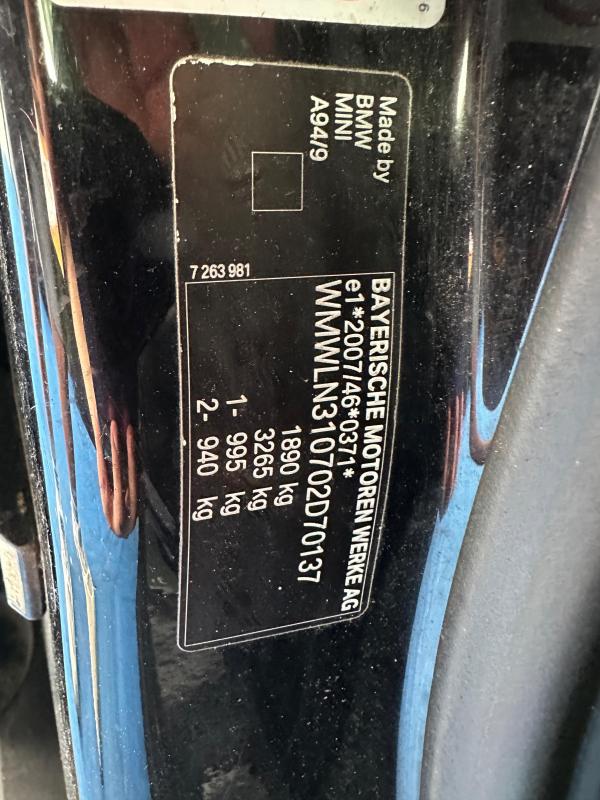 Made by
BMW
MINI
A94/9
7 263 981
BAYERISCHE MOTOREN WERKE AG
e1*2007/46*0371*
WMWLN310702D70137
1890 kg
3265 kg
1- 995 kg
2- 940 kg
6